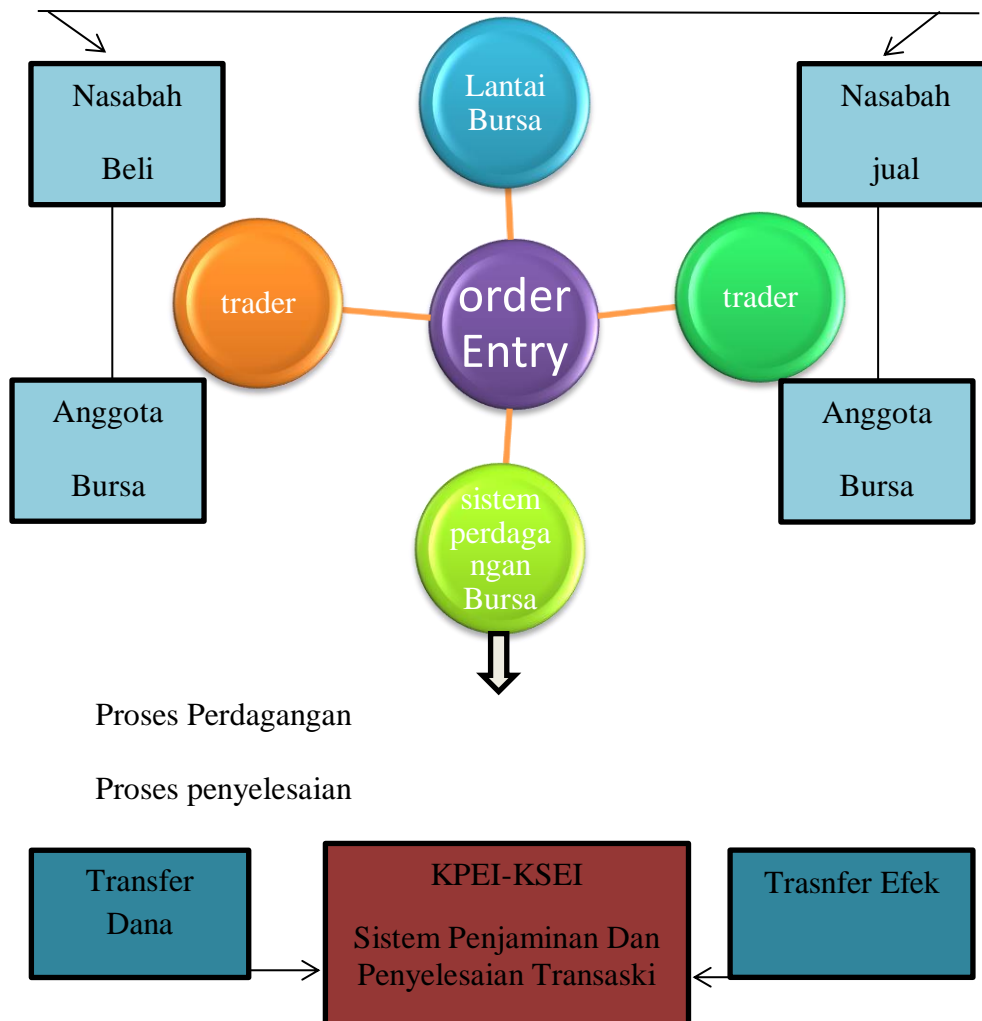 Nasabah
Beli
Lantai
Bursa
Nasabah
jual
trader
order
Entry
trader
Anggota
Bursa
sistem
perdaga
ngan
Bursa
Anggota
Bursa
Proses Perdagangan
Proses penyelesaian
Transfer
Dana
KPEI-KSEI
Sistem Penjaminan Dan
Penyelesaian Transaski
Trasnfer Efek